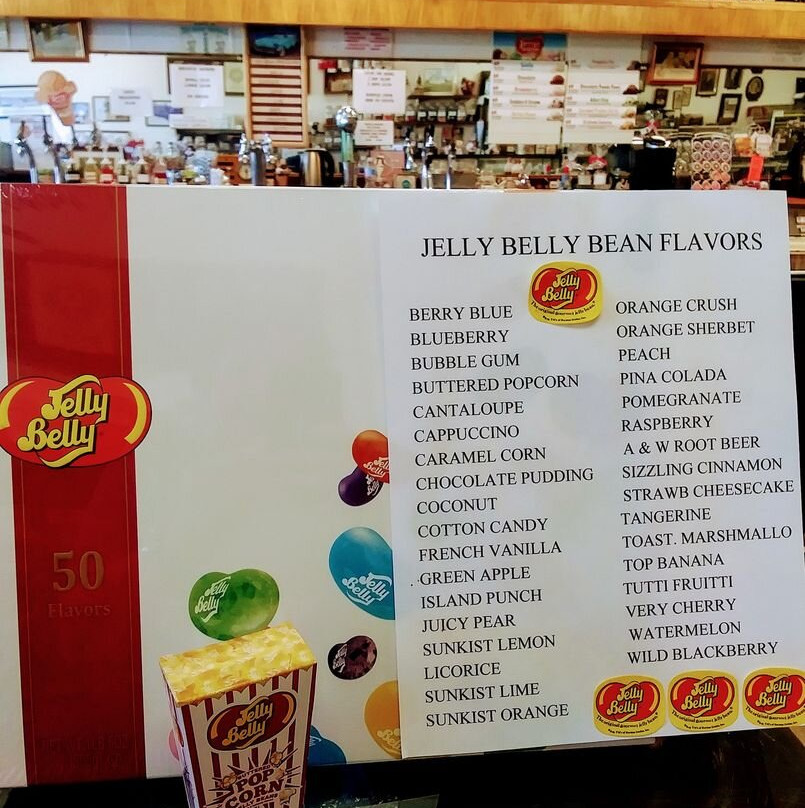 JELLY BELLY BEAN FLAVORS
Jelly
Belly
BERRY BLUE
BLUEBERRY
BUBBLE GUM
BUTTERED POPCORN
CANTALOUPE
CAPPUCCINO
CARAMEL CORN
CHOCOLATE PUDDING
COCONUT
COTTON CANDY
FRENCH VANILLA
GREEN APPLE
ISLAND PUNCH
JUICY PEAR
SUNKIST LEMON
LICORICE
SUNKIST LIME
SUNKIST ORANGE
ORANGE CRUSH
ORANGE SHERBET
PEACH
PINA COLADA
POMEGRANATE
RASPBERRY
A & W ROOT BEER
SIZZLING CINNAMON
STRAWB CHEESECAKE
TANGERINE
TOAST. MARSHMALLO
TOP BANANA
TUTTI FRUITTI
VERY CHERRY
WATERMELON
WILD BLACKBERRY
Jelly
Belly
Jelly
Belly
Jelly
Belly
Jelly
Belly
50
Flavors
Jelly
Belly
Jelly
Belly
Jelly
Belly
Jelly
Belly
Jelly
Belly
POP
CORN